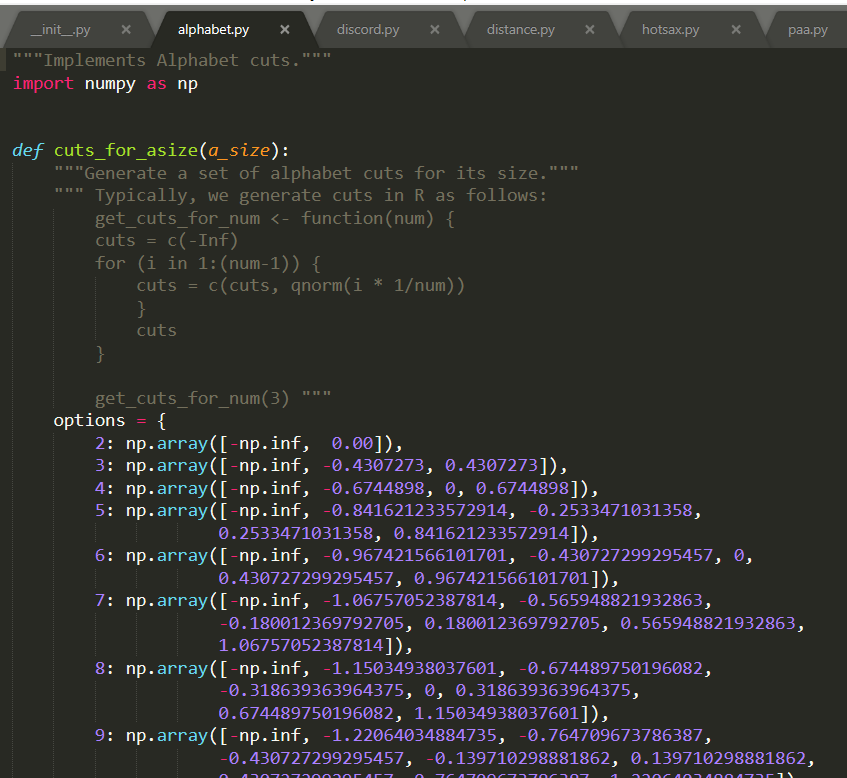 __init__.py × alphabet.py × discord.py × distance.py × hotsax.py × paa.py
"""Implements Alphabet cuts."""
import numpy as np
def cuts_for_asize(a_size):
"""Generate a set of alphabet cuts for its size."""
""" Typically, we generate cuts in R as follows:
get_cuts_for_num <- function(num) {
cuts = c(-Inf)
for (i in 1:(num-1)) {
cuts = c(cuts, qnorm(i * 1/num))
}
cuts
}
get_cuts_for_num(3) """
options = {
2: np.array([-np.inf,  0.00]),
3: np.array([-np.inf, -0.4307273, 0.4307273]),
4: np.array([-np.inf, -0.6744898, 0, 0.6744898]),
5: np.array([-np.inf, -0.841621233572914, -0.2533471031358,
0.2533471031358, 0.841621233572914]),
6: np.array([-np.inf, -0.967421566101701, -0.430727299295457, 0,
0.430727299295457, 0.967421566101701]),
7: np.array([-np.inf, -1.06757052387814, -0.565948821932863,
-0.180012369792705, 0.180012369792705, 0.565948821932863,
1.06757052387814]),
8: np.array([-np.inf, -1.15034938037601, -0.674489750196082,
-0.318639363964375, 0, 0.318639363964375,
0.674489750196082, 1.15034938037601]),
9: np.array([-np.inf, -1.22064034884735, -0.764709673786387,
-0.430727299295457, -0.139710298881862, 0.139710298881862,
0.430727299295457, 0.764709673786387, 1.22064034884735])